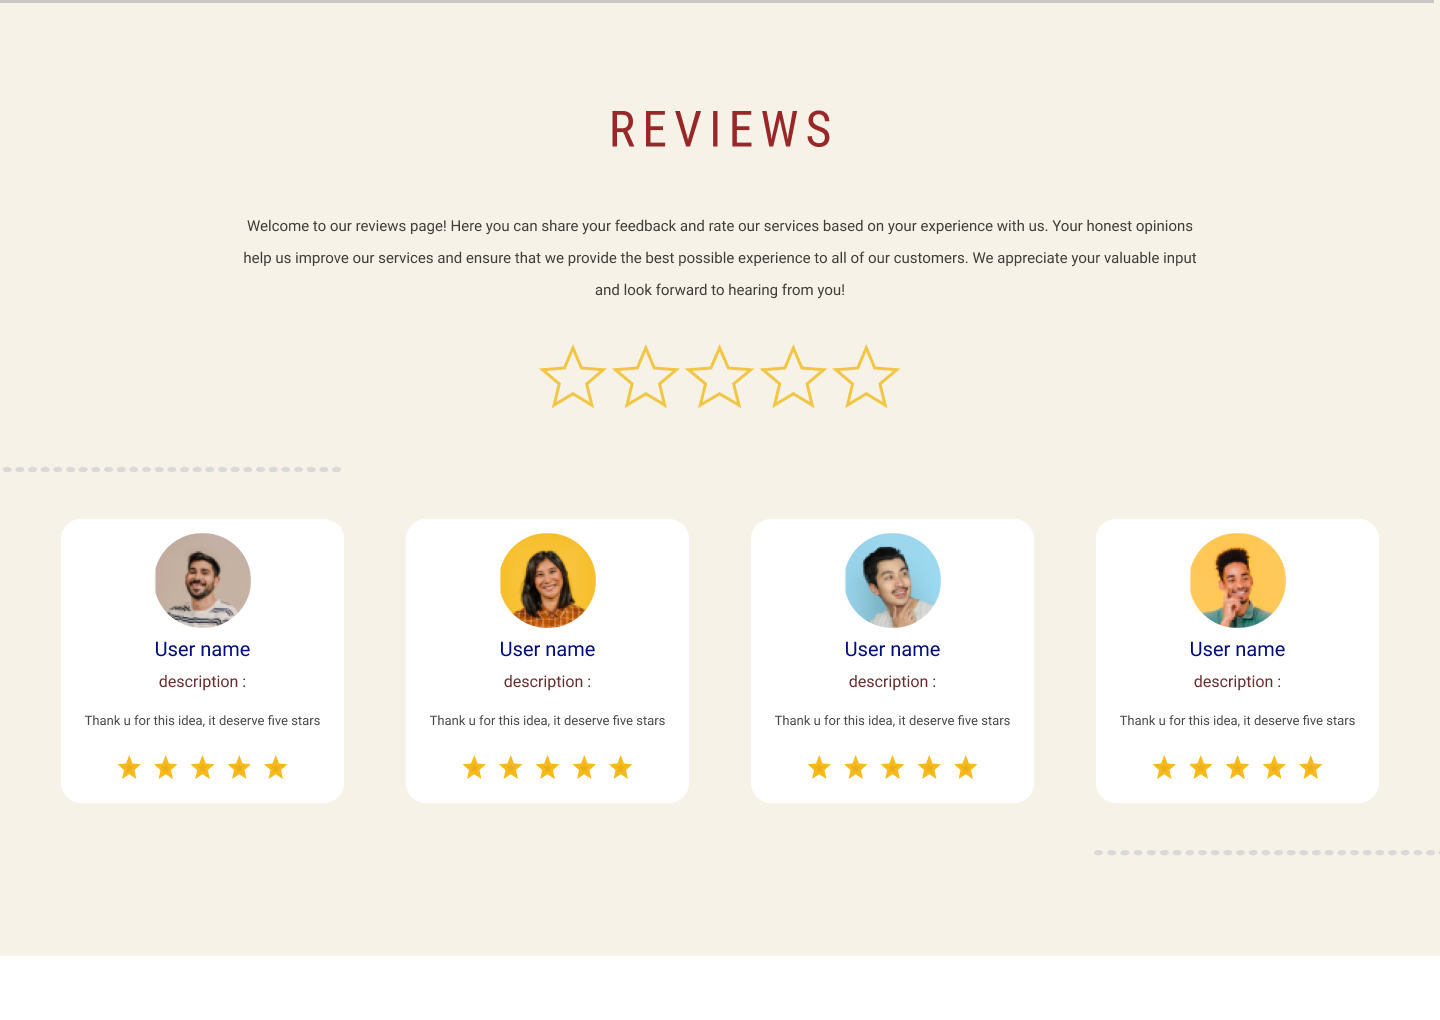 REVIEWS
Welcome to our reviews page! Here you can share your feedback and rate our services based on your experience with us. Your honest opinions
help us improve our services and ensure that we provide the best possible experience to all of our customers. We appreciate your valuable input
and look forward to hearing from you!
User name
description :
Thank u for this idea, it deserve five stars
User name
description :
Thank u for this idea, it deserve five stars
User name
description :
Thank u for this idea, it deserve five stars
User name
description :
Thank u for this idea, it deserve five stars